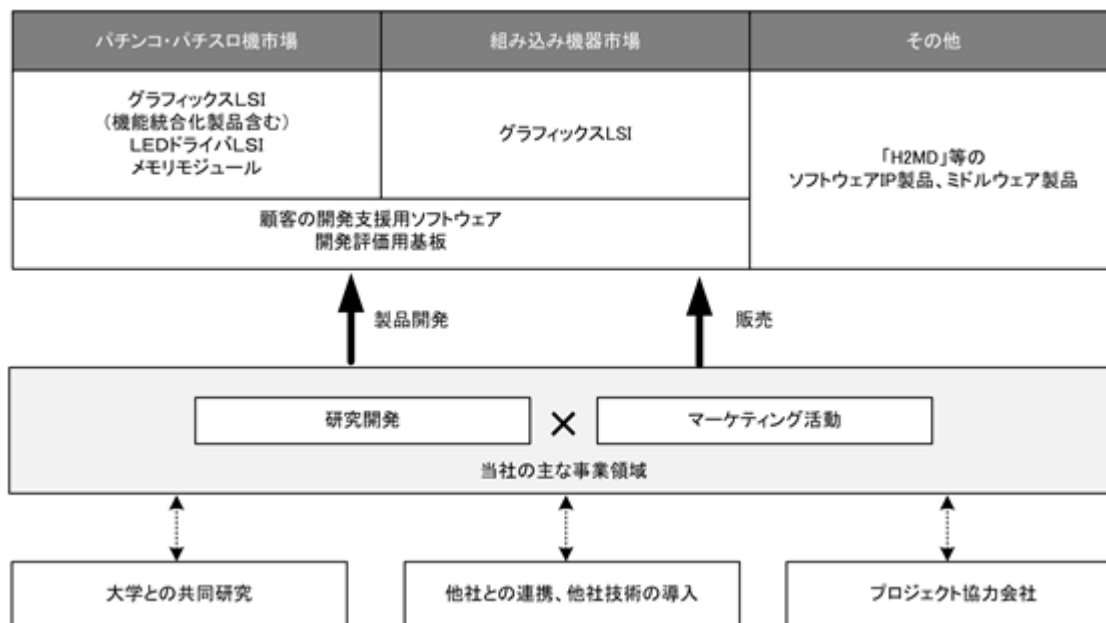 パチンコ・パチスロ機市場
組み込み機器市場
その他
グラフィックスLSI
（機能統合化製品含む）
LEDドライバLSI
メモリモジュール
グラフィックスLSI
「H2MD」等の
ソフトウェアIP製品、ミドルウェア製品
顧客の開発支援用ソフトウェア
開発評価用基板
製品開発
販売
研究開発
×
マーケティング活動
当社の主な事業領域
大学との共同研究
他社との連携、他社技術の導入
プロジェクト協力会社